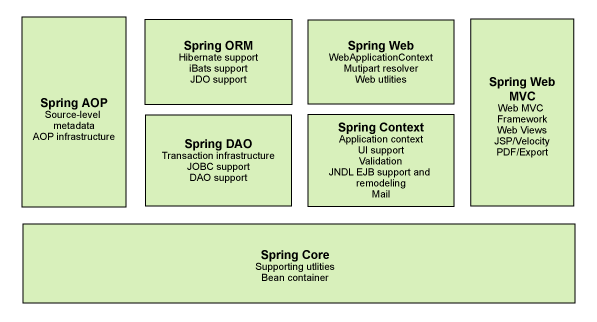 Spring AOP
Source-level
metadata
AOP infrastructure
Spring ORM
Hibernate support
iBats support
JDO support
Spring DAO
Transaction infrastructure
JOBC support
DAO support
Spring Web
WebApplicationContext
Mutipart resolver
Web utlities
Spring Context
Application context
UI support
Validation
JNDL EJB support and
remodeling
Mail
Spring Web
MVC
Web MVC
Framework
Web Views
JSP/Velocity
PDF/Export
Spring Core
Supporting utlities
Bean container